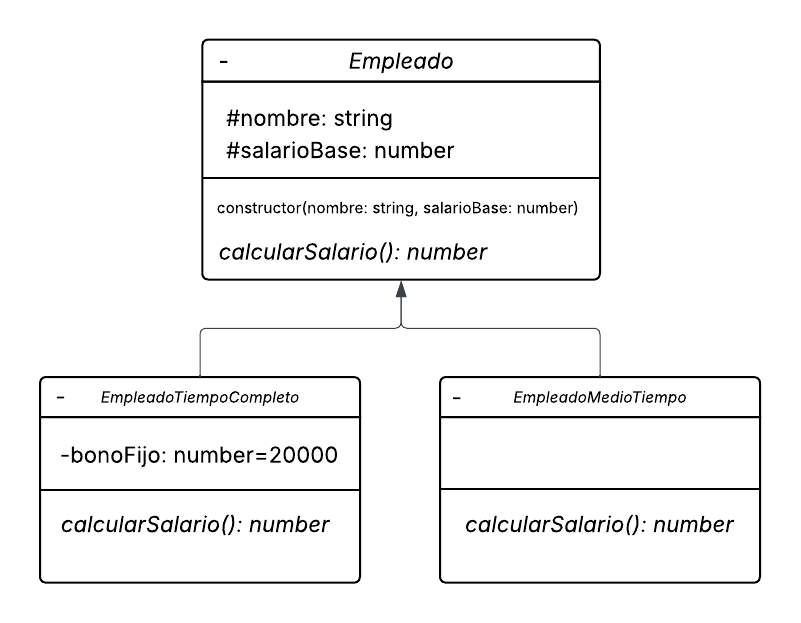 - Empleado
#nombre: string
#salarioBase: number
constructor(nombre: string, salarioBase: number)
calcularSalario(): number
- EmpleadoTiempoCompleto
-bonoFijo: number=20000
calcularSalario(): number
- EmpleadoMedioTiempo
calcularSalario(): number